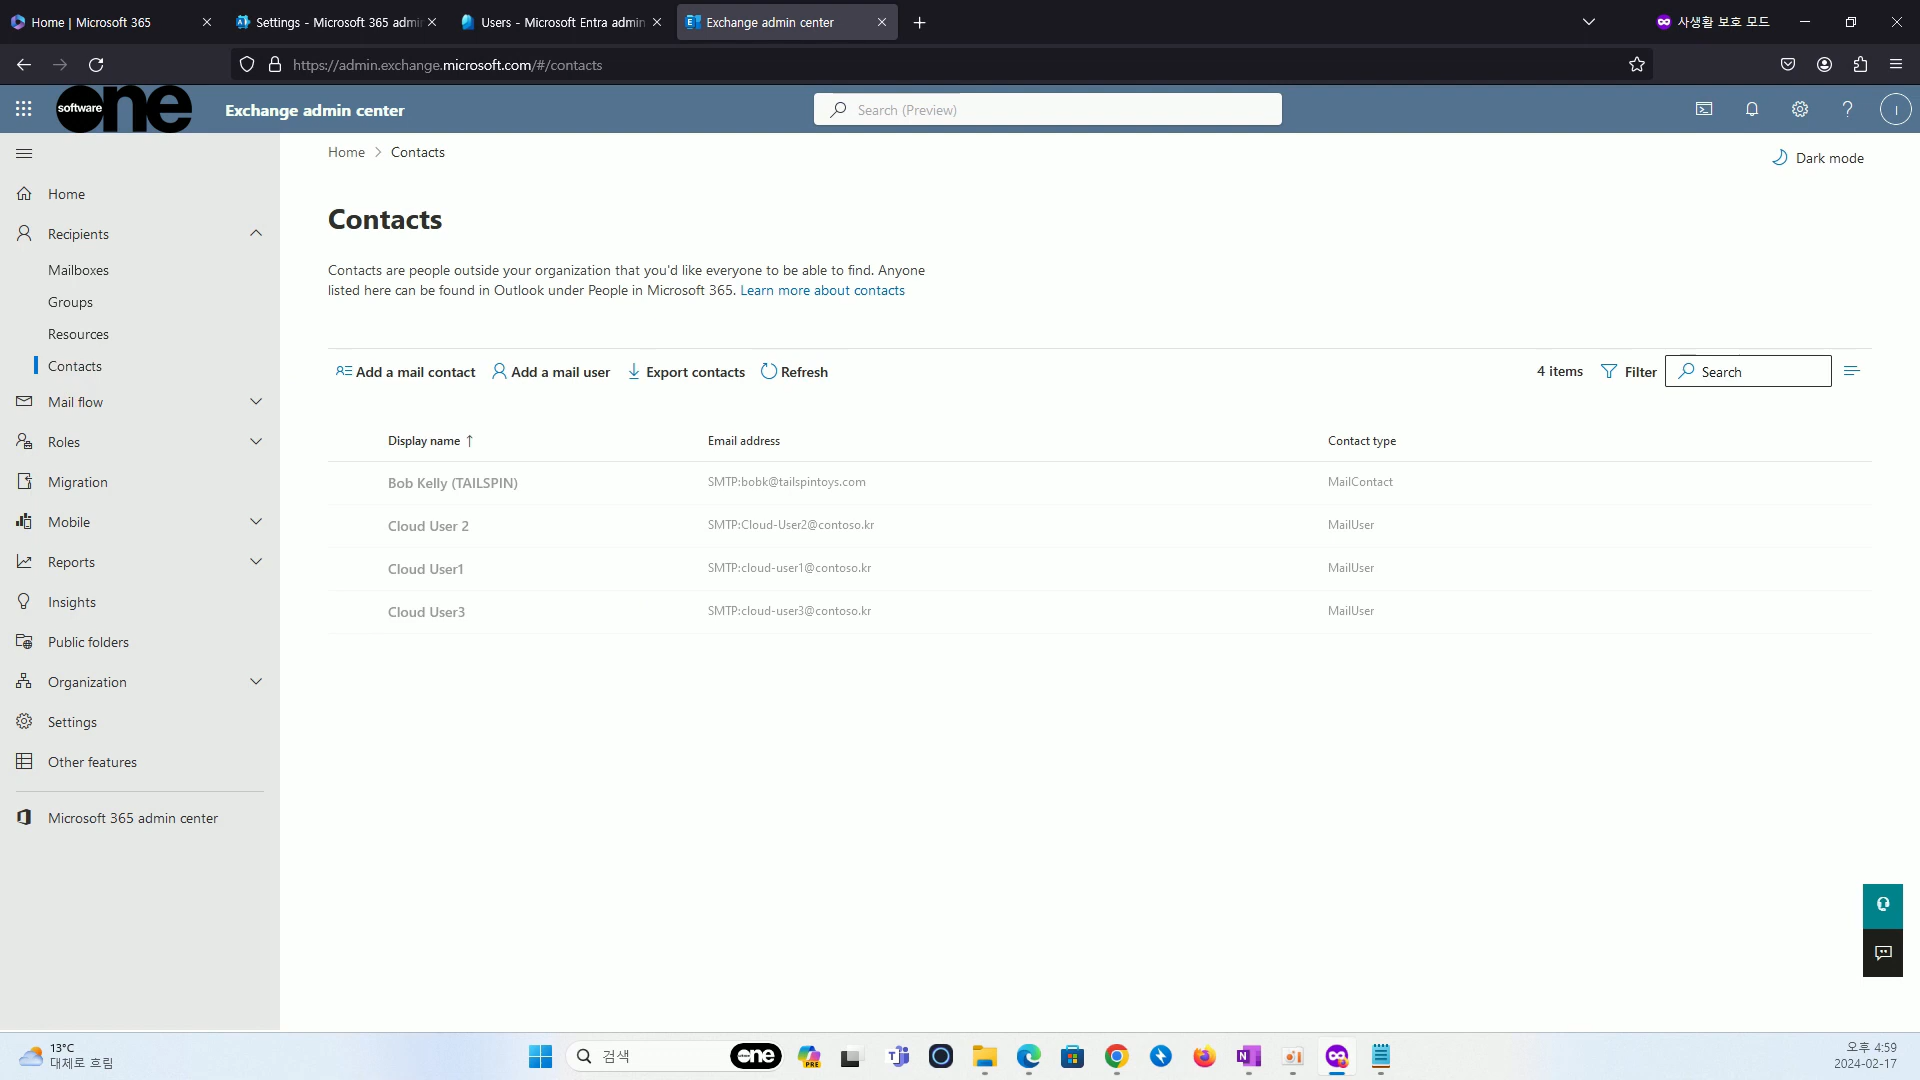 Home | Microsoft 365
Settings - Microsoft 365 admi
Users - Microsoft Entra admin
Exchange admin center
사생활 보호 모드
https://admin.exchange.microsoft.com/#/contacts
software one
Exchange admin center
Search (Preview)
Home
Recipients
Mailboxes
Groups
Resources
Contacts
Mail flow
Roles
Migration
Mobile
Reports
Insights
Public folders
Organization
Settings
Other features
Microsoft 365 admin center
Home > Contacts
Dark mode
Contacts
Contacts are people outside your organization that you'd like everyone to be able to find. Anyone
listed here can be found in Outlook under People in Microsoft 365. Learn more about contacts
Add a mail contact Add a mail user Export contacts Refresh 4 items Filter Search
Display name ↑ Email address Contact type
Bob Kelly (TAILSPIN) SMTP:bobk@tailspintoys.com MailContact
Cloud User 2 SMTP:Cloud-User2@contoso.kr MailUser
Cloud User1 SMTP:cloud-user1@contoso.kr MailUser
Cloud User3 SMTP:cloud-user3@contoso.kr MailUser
13°C
대체로 흐림
검색
one
PRE
오후 4:59
2024-02-17